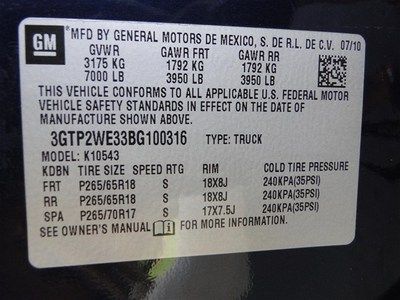 GM
MFD BY GENERAL MOTORS DE MEXICO, S. DE R.L. DE C.V. 07/10
GVWR GAWR FRT GAWR RR
3175 KG 1792 KG 1792 KG
7000 LB 3950 LB 3950 LB
THIS VEHICLE CONFORMS TO ALL APPLICABLE U.S. FEDERAL MOTOR
VEHICLE SAFETY STANDARDS IN EFFECT ON THE DATE OF
MANUFACTURE SHOWN ABOVE.
3GTP2WE33BG100316 TYPE: TRUCK
MODEL: K10543
KDBN TIRE SIZE SPEED RTG RIM COLD TIRE PRESSURE
FRT P265/65R18 S 18X8J 240KPA(35PSI)
RR P265/65R18 S 18X8J 240KPA(35PSI)
SPA P265/70R17 S 17X7.5J 240KPA(35PSI)
SEE OWNER'S MANUAL FOR MORE INFORMATION.